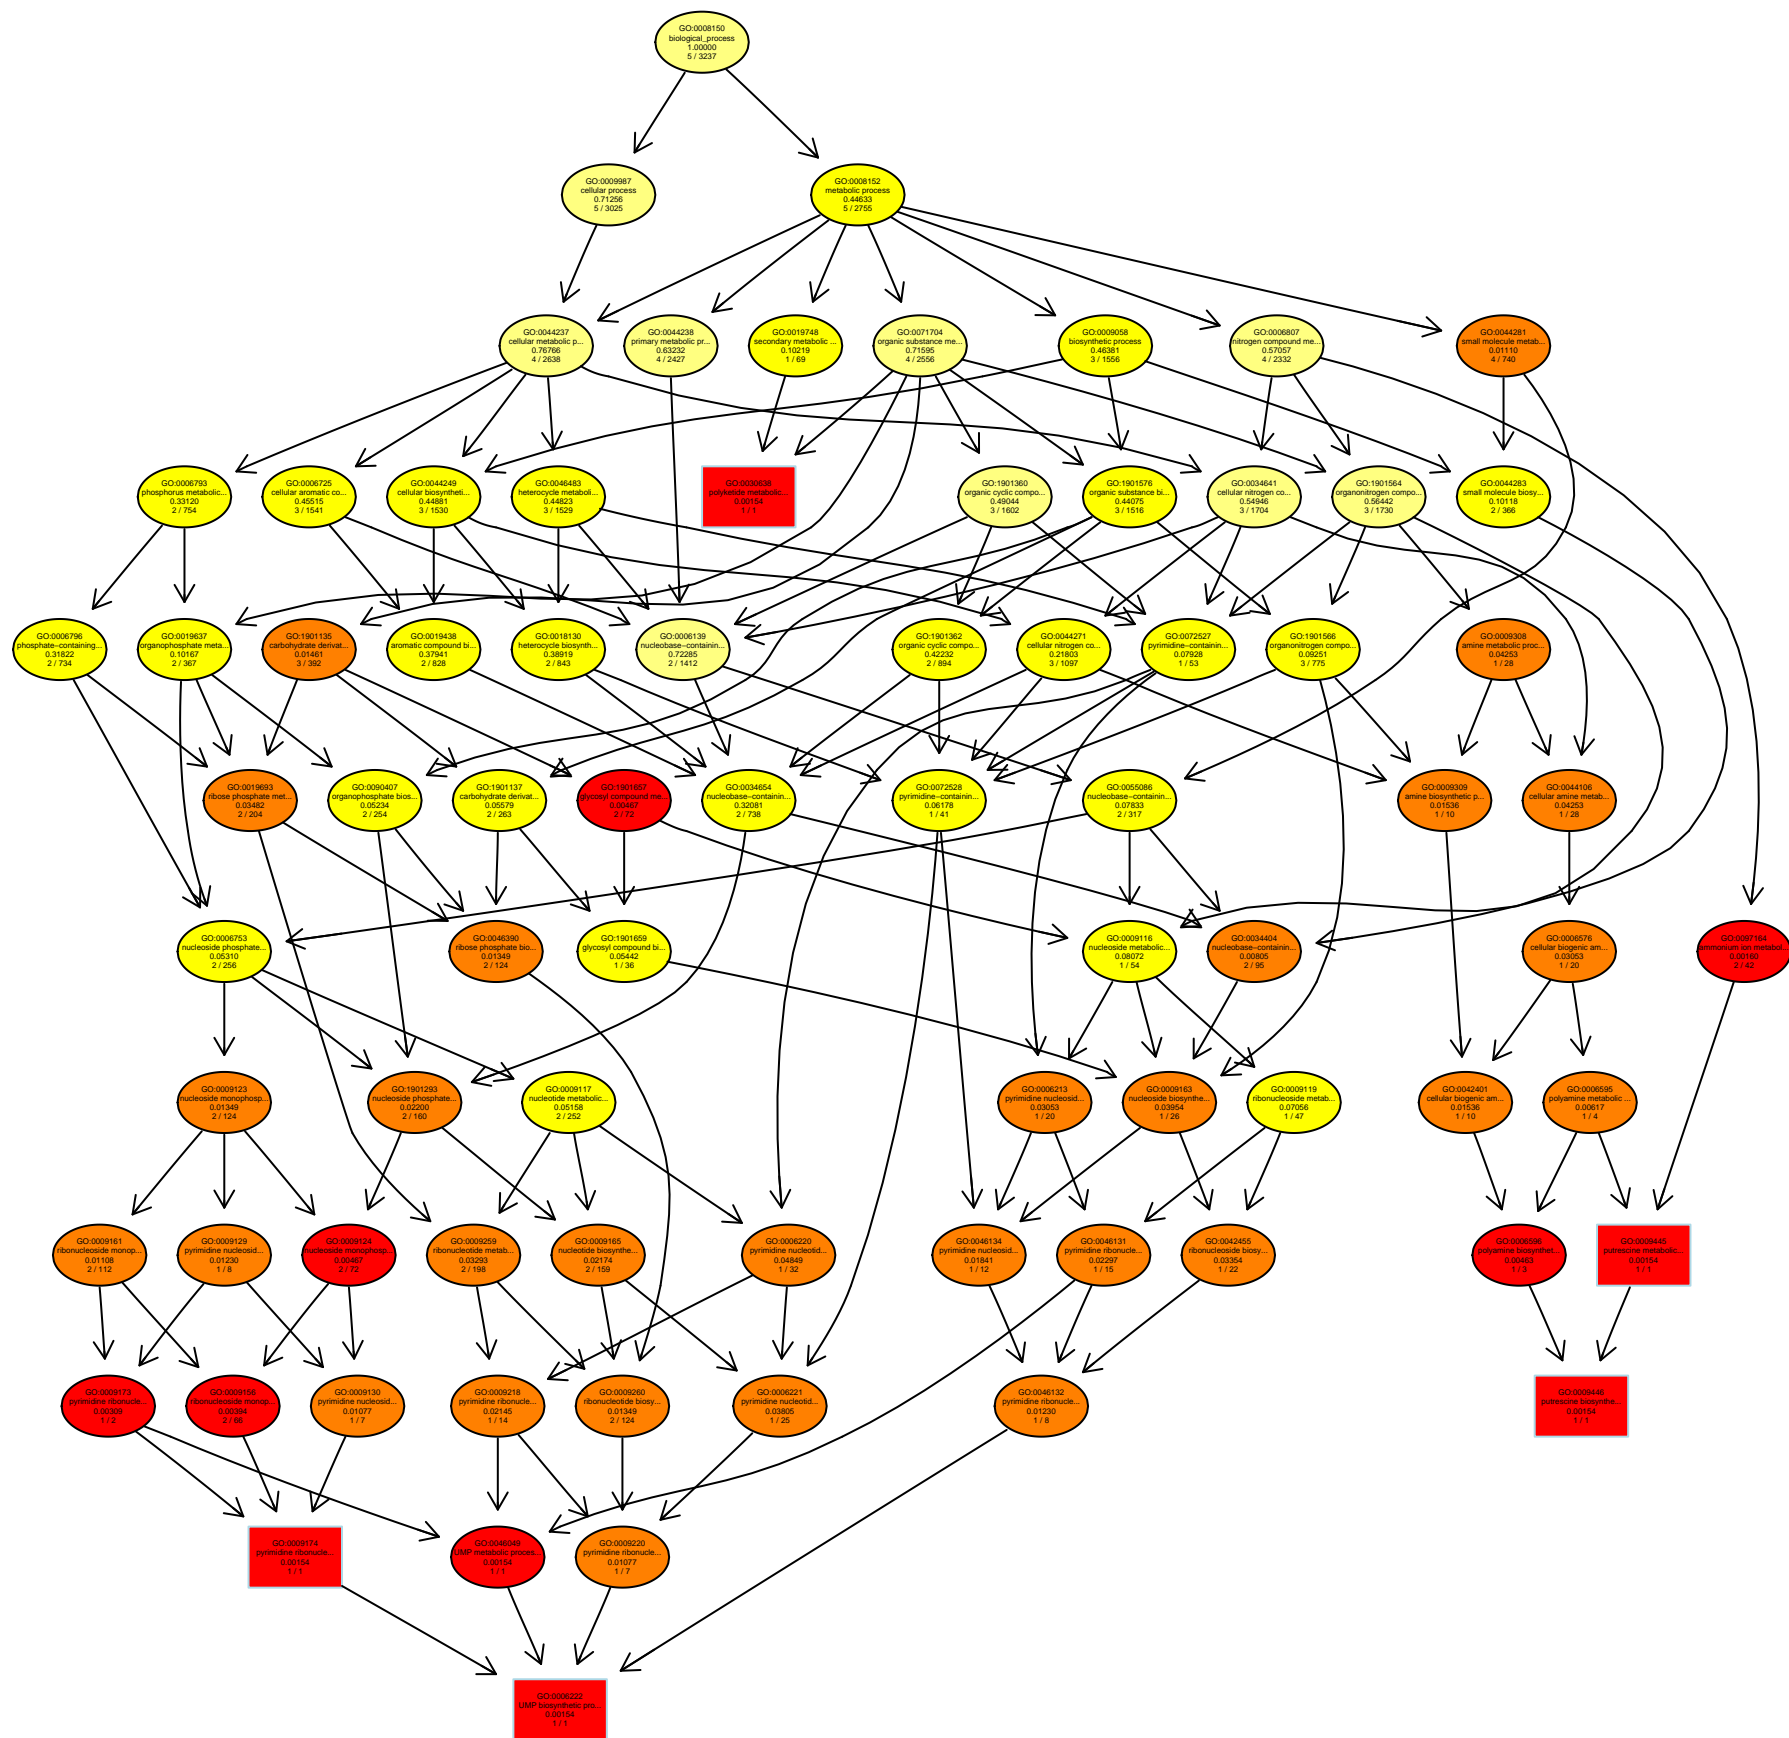 GO:0008150
biological_process
1.00000
5 / 3237
GO:0009987
cellular process
0.71256
5 / 3025
GO:0008152
metabolic process
0.44633
5 / 2755
GO:0044237
cellular metabolic p...
0.76766
4 / 2638
GO:0044238
primary metabolic pr...
0.63232
4 / 2427
GO:0019748
secondary metabolic ...
0.10219
1 / 69
GO:0071704
organic substance me...
0.71595
4 / 2556
GO:0009058
biosynthetic process
0.46381
3 / 1556
GO:0006807
nitrogen compound me...
0.57057
4 / 2332
GO:0044281
small molecule metab...
0.01110
4 / 740
GO:0006793
phosphorus metabolic...
0.33120
2 / 754
GO:0006725
cellular aromatic co...
0.45515
3 / 1541
GO:0044249
cellular biosyntheti...
0.44881
3 / 1530
GO:0046483
heterocycle metaboli...
0.44823
3 / 1529
GO:0030638
polyketide metabolic...
0.00154
1 / 1
GO:1901360
organic cyclic compo...
0.49044
3 / 1602
GO:1901576
organic substance bi...
0.44075
3 / 1516
GO:0034641
cellular nitrogen co...
0.54946
3 / 1704
GO:1901564
organonitrogen compo...
0.56442
3 / 1730
GO:0044283
small molecule biosy...
0.10118
2 / 366
GO:0006796
phosphate−containing...
0.31822
2 / 734
GO:0019637
organophosphate meta...
0.10167
2 / 367
GO:1901135
carbohydrate derivat...
0.01461
3 / 392
GO:0019438
aromatic compound bi...
0.37941
2 / 828
GO:0018130
heterocycle biosynth...
0.38919
2 / 843
GO:0006139
nucleobase−containin...
0.72285
2 / 1412
GO:1901362
organic cyclic compo...
0.42232
2 / 894
GO:0044271
cellular nitrogen co...
0.21803
3 / 1097
GO:0072527
pyrimidine−containin...
0.07928
1 / 53
GO:1901566
organonitrogen compo...
0.09251
3 / 775
GO:0009308
amine metabolic proc...
0.04253
1 / 28
GO:0019693
ribose phosphate met...
0.03482
2 / 204
GO:0090407
organophosphate bios...
0.05234
2 / 254
GO:1901137
carbohydrate derivat...
0.05579
2 / 263
GO:1901657
glycosyl compound me...
0.00467
2 / 72
GO:0034654
nucleobase−containin...
0.32081
2 / 738
GO:0072528
pyrimidine−containin...
0.06178
1 / 41
GO:0055086
nucleobase−containin...
0.07833
2 / 317
GO:0009309
amine biosynthetic p...
0.01536
1 / 10
GO:0044106
cellular amine metab...
0.04253
1 / 28
GO:0006753
nucleoside phosphate...
0.05310
2 / 256
GO:0046390
ribose phosphate bio...
0.01349
2 / 124
GO:1901659
glycosyl compound bi...
0.05442
1 / 36
GO:0009116
nucleoside metabolic...
0.08072
1 / 54
GO:0034404
nucleobase−containin...
0.00805
2 / 95
GO:0006576
cellular biogenic am...
0.03053
1 / 20
GO:0097164
ammonium ion metabol...
0.00160
2 / 42
GO:0009123
nucleoside monophosp...
0.01349
2 / 124
GO:1901293
nucleoside phosphate...
0.02200
2 / 160
GO:0009117
nucleotide metabolic...
0.05158
2 / 252
GO:0006213
pyrimidine nucleosid...
0.03053
1 / 20
GO:0009163
nucleoside biosynthe...
0.03954
1 / 26
GO:0009119
ribonucleoside metab...
0.07056
1 / 47
GO:0042401
cellular biogenic am...
0.01536
1 / 10
GO:0006595
polyamine metabolic ...
0.00617
1 / 4
GO:0009161
ribonucleoside monop...
0.01108
2 / 112
GO:0009129
pyrimidine nucleosid...
0.01230
1 / 8
GO:0009124
nucleoside monophosp...
0.00467
2 / 72
GO:0009259
ribonucleotide metab...
0.03293
2 / 198
GO:0009165
nucleotide biosynthe...
0.02174
2 / 159
GO:0006220
pyrimidine nucleotid...
0.04849
1 / 32
GO:0046134
pyrimidine nucleosid...
0.01841
1 / 12
GO:0046131
pyrimidine ribonucle...
0.02297
1 / 15
GO:0042455
ribonucleoside biosy...
0.03354
1 / 22
GO:0006596
polyamine biosynthet...
0.00463
1 / 3
GO:0009445
putrescine metabolic...
0.00154
1 / 1
GO:0009173
pyrimidine ribonucle...
0.00309
1 / 2
GO:0009156
ribonucleoside monop...
0.00394
2 / 66
GO:0009130
pyrimidine nucleosid...
0.01077
1 / 7
GO:0009218
pyrimidine ribonucle...
0.02145
1 / 14
GO:0009260
ribonucleotide biosy...
0.01349
2 / 124
GO:0006221
pyrimidine nucleotid...
0.03805
1 / 25
GO:0046132
pyrimidine ribonucle...
0.01230
1 / 8
GO:0009446
putrescine biosynthe...
0.00154
1 / 1
GO:0009174
pyrimidine ribonucle...
0.00154
1 / 1
GO:0046049
UMP metabolic proces...
0.00154
1 / 1
GO:0009220
pyrimidine ribonucle...
0.01077
1 / 7
GO:0006222
UMP biosynthetic pro...
0.00154
1 / 1